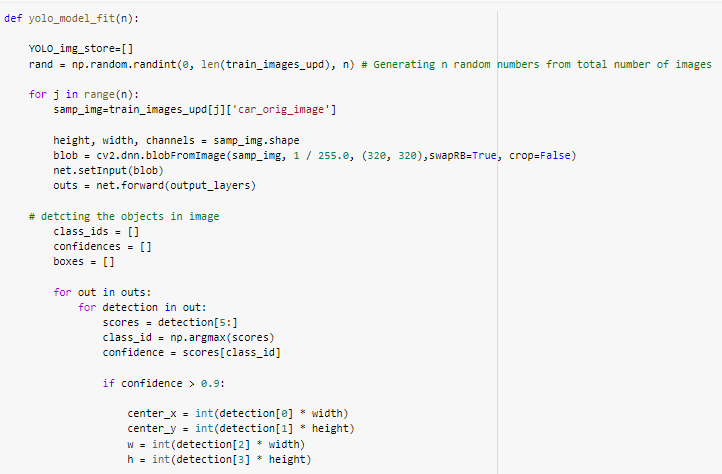 def yolo_model_fit(n):
YOLO_img_store=[]
rand = np.random.randint(0, len(train_images_upd), n) # Generating n random numbers from total number of images
for j in range(n):
samp_img=train_images_upd[j]['car_orig_image']
height, width, channels = samp_img.shape
blob = cv2.dnn.blobFromImage(samp_img, 1 / 255.0, (320, 320),swapRB=True, crop=False)
net.setInput(blob)
outs = net.forward(output_layers)
# detcting the objects in image
class_ids = []
confidences = []
boxes = []
for out in outs:
for detection in out:
scores = detection[5:]
class_id = np.argmax(scores)
confidence = scores[class_id]
if confidence > 0.9:
center_x = int(detection[0] * width)
center_y = int(detection[1] * height)
w = int(detection[2] * width)
h = int(detection[3] * height)